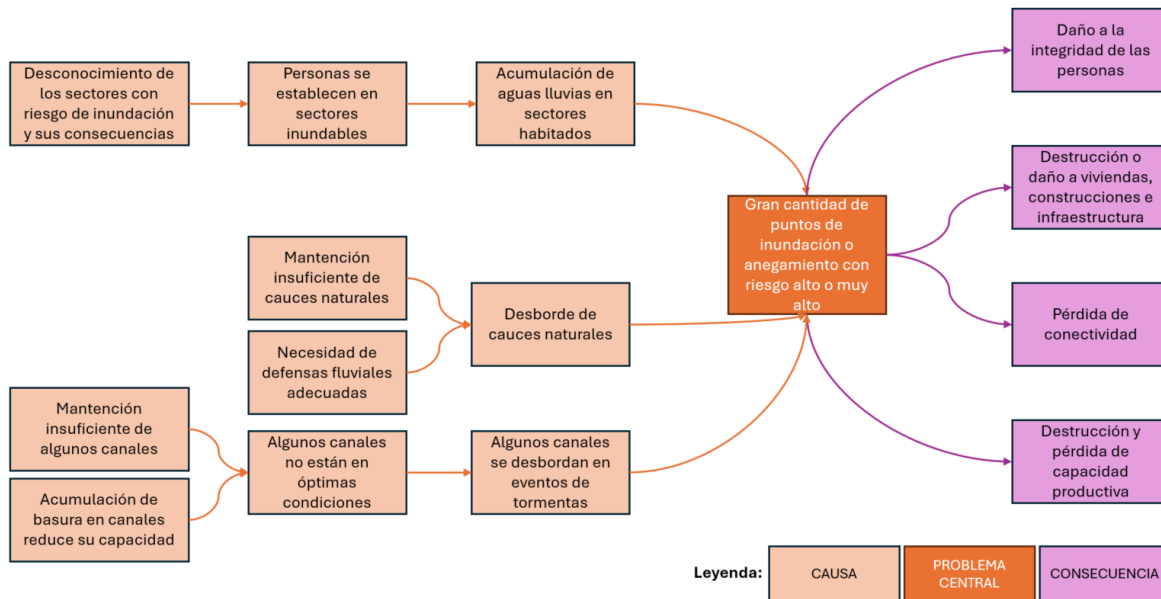 Desconocimiento de
los sectores con
riesgo de inundación
y sus consecuencias
Personas se
establecen en
sectores
inundables
Acumulación de
aguas lluvias en
sectores
habitados
Mantención
insuficiente de
cauces naturales
Necesidad de
defensas fluviales
adecuadas
Desborde de
cauces naturales
Mantención
insuficiente de
algunos canales
Acumulación de
basura en canales
reduce su capacidad
Algunos canales
no están en
óptimas
condiciones
Algunos canales
se desbordan en
eventos de
tormentas
Gran cantidad de
puntos de
inundación o
anegamiento con
riesgo alto o muy
alto
Daño a la
integridad de las
personas
Destrucción o
daño a viviendas,
construcciones e
infraestructura
Pérdida de
conectividad
Destrucción y
pérdida de
capacidad
productiva
Leyenda:
CAUSA
PROBLEMA
CENTRAL
CONSECUENCIA